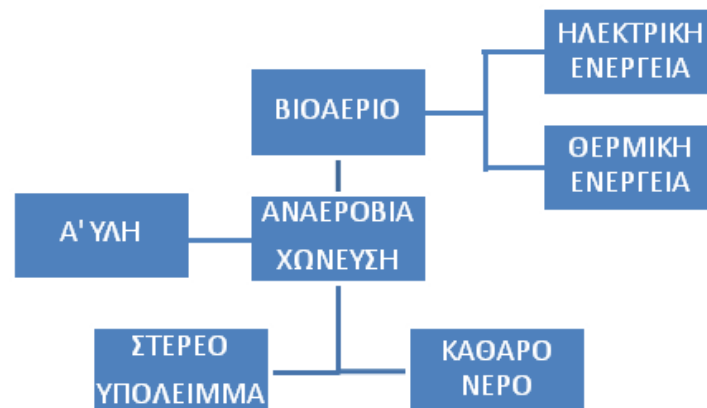 ΗΛΕΚΤΡΙΚΗ
ΕΝΕΡΓΕΙΑ
ΒΙΟΑΕΡΙΟ
ΘΕΡΜΙΚΗ
ΕΝΕΡΓΕΙΑ
Α' ΥΛΗ
ΑΝΑΕΡΟΒΙΑ
ΧΩΝΕΥΣΗ
ΣΤΕΡΕΟ
ΥΠΟΛΕΙΜΜΑ
ΚΑΘΑΡΟ
ΝΕΡΟ